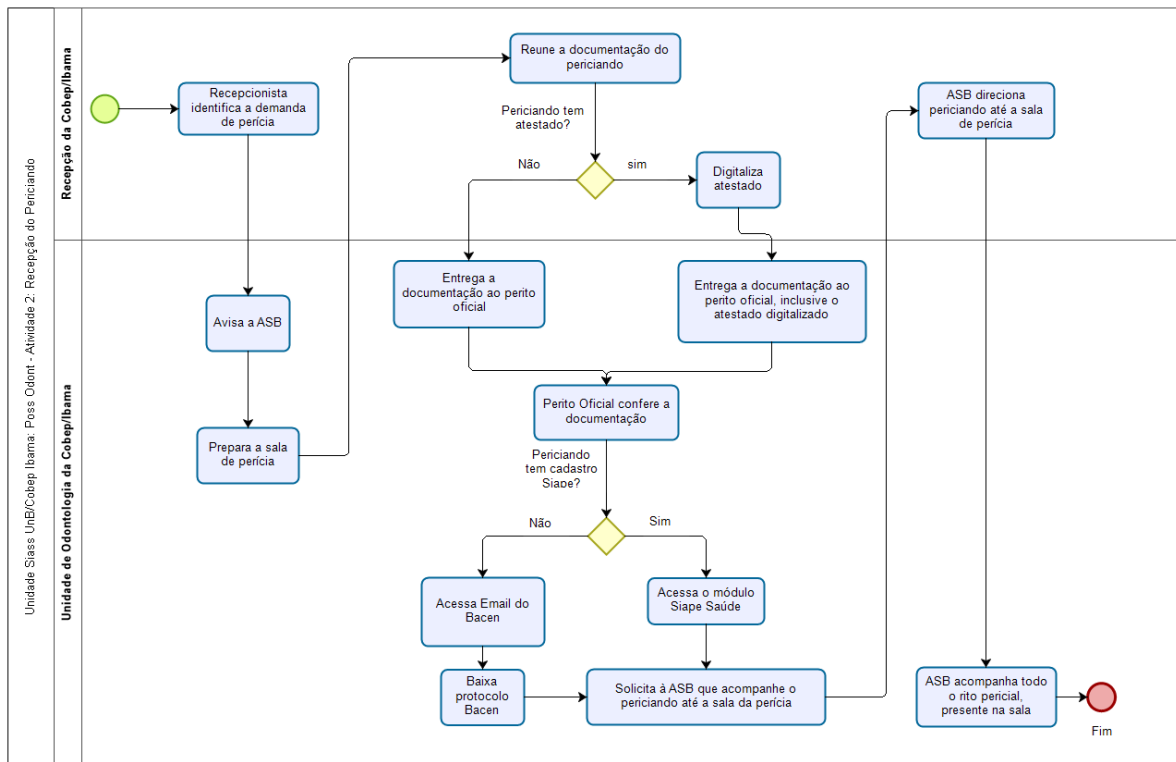 Unidade Siass UnB/Cobep Ibama: Poss Odont - Atividade 2: Recepção do Periciando
Recepção da Cobep/Ibama
Recepcionista
identifica a demanda
de perícia
Reune a documentação do
periciando
Periciando tem
atestado?
Não
sim
Digitaliza
atestado
ASB direciona
periciando até a sala
de perícia
Unidade de Odontologia da Cobep/Ibama
Avisa a ASB
Prepara a sala
de perícia
Entrega a
documentação ao perito
oficial
Entrega a documentação ao
perito oficial, inclusive o
atestado digitalizado
Perito Oficial confere a
documentação
Periciando
tem cadastro
Siape?
Não
Sim
Acessa Email do
Bacen
Acessa o módulo
Siape Saúde
Baixa
protocolo
Bacen
Solicita à ASB que acompanhe o
periciando até a sala da perícia
ASB acompanha todo
o rito pericial,
presente na sala
Fim